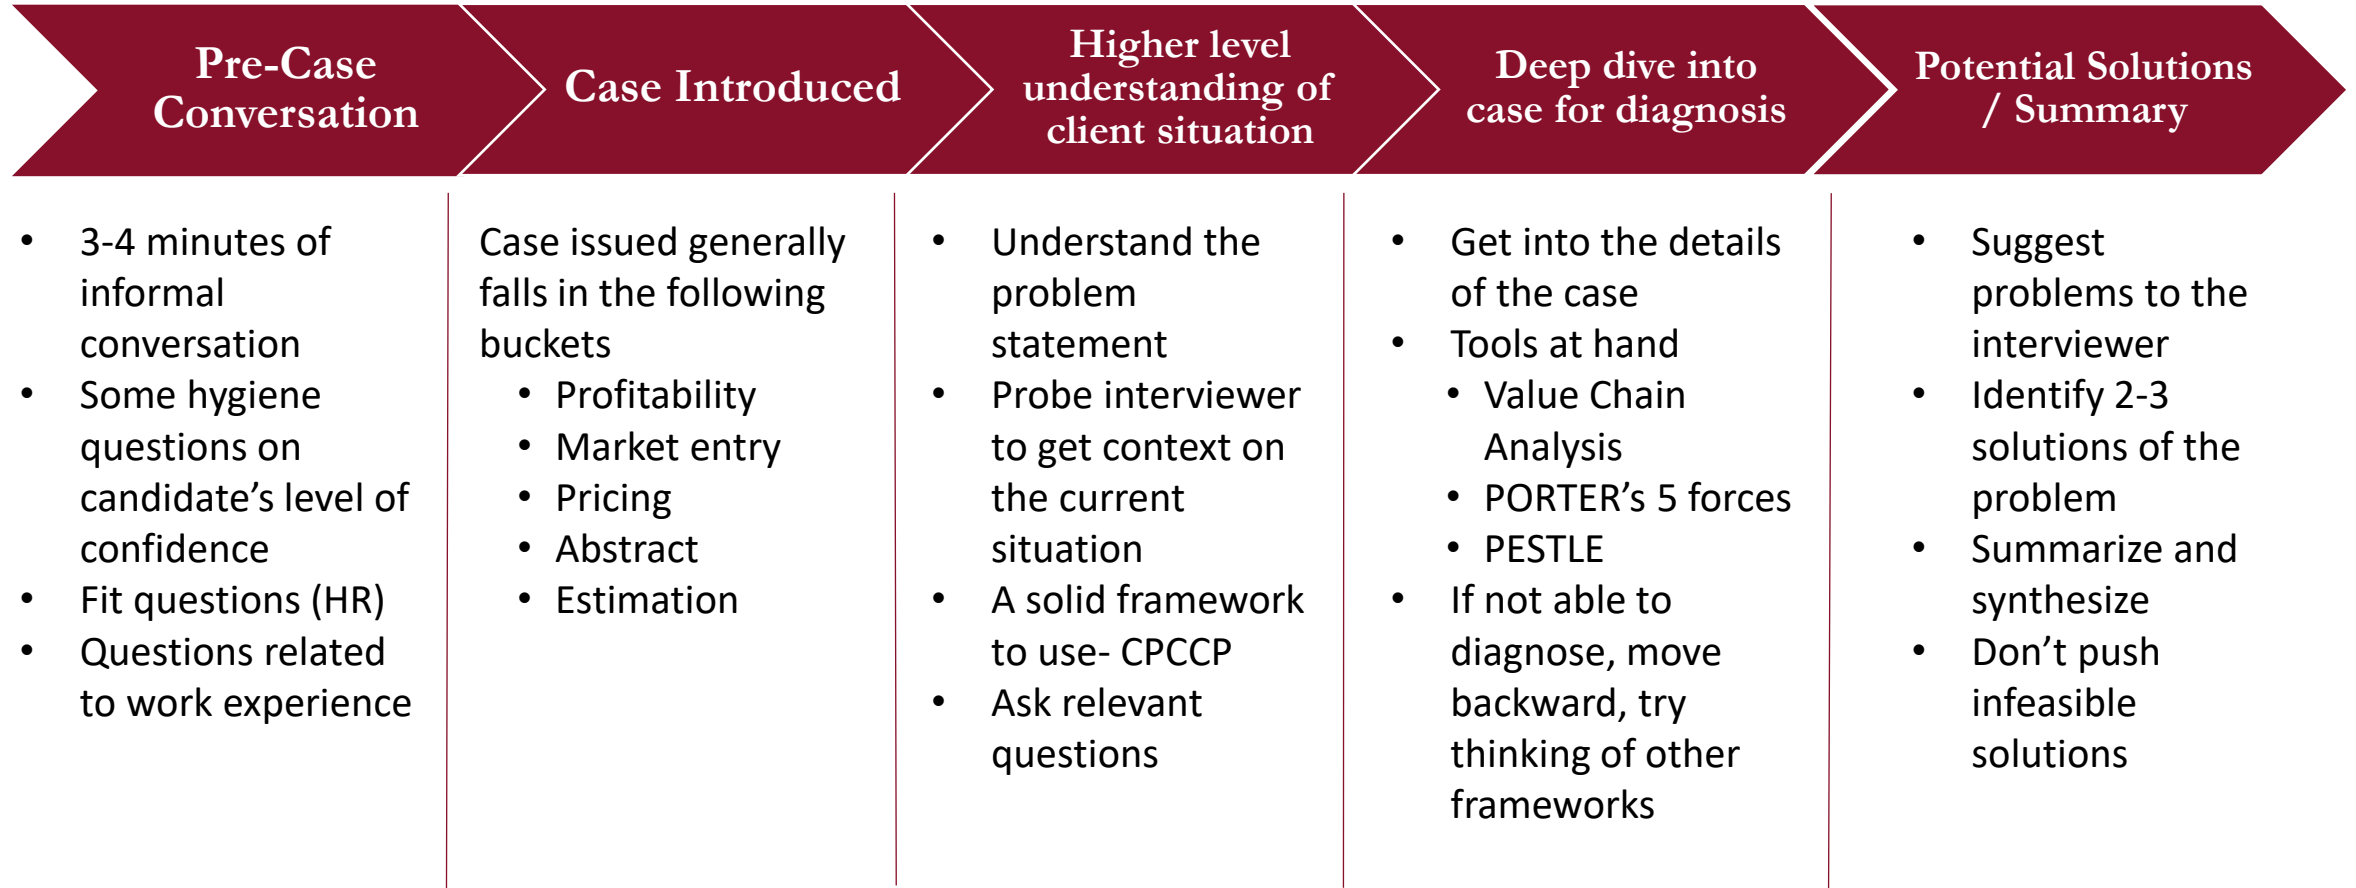 Pre-Case
Conversation
Case Introduced
Higher level
understanding of
client situation
Deep dive into
case for diagnosis
Potential Solutions
/ Summary
• 3-4 minutes of
informal
conversation
• Some hygiene
questions on
candidate’s level of
confidence
• Fit questions (HR)
• Questions related
to work experience
Case issued generally
falls in the following
buckets
• Profitability
• Market entry
• Pricing
• Abstract
• Estimation
• Understand the
problem
statement
• Probe interviewer
to get context on
the current
situation
• A solid framework
to use- CPCCP
• Ask relevant
questions
• Get into the details
of the case
• Tools at hand
• Value Chain
Analysis
• PORTER’s 5 forces
• PESTLE
• If not able to
diagnose, move
backward, try
thinking of other
frameworks
• Suggest
problems to the
interviewer
• Identify 2-3
solutions of the
problem
• Summarize and
synthesize
• Don’t push
infeasible
solutions